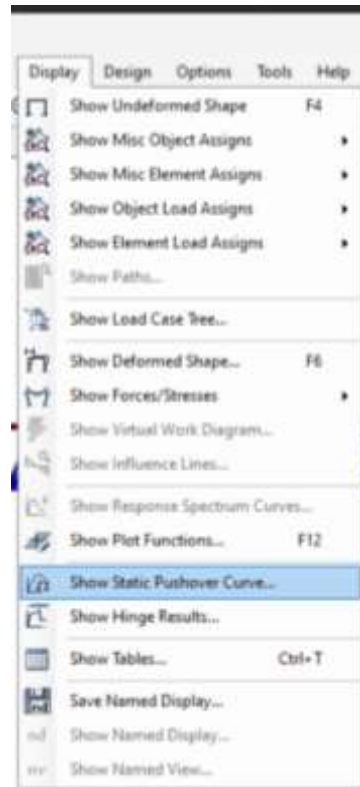 Display Design Options Tools Help
Show Undeformed Shape F4
Show Misc Object Assigns
Show Misc Element Assigns
Show Object Load Assigns
Show Element Load Assigns
Show Paths...
Show Load Case Tree...
Show Deformed Shape... F6
Show Forces/Stresses
Show Virtual Work Diagram...
Show Influence Lines...
Show Response Spectrum Curves...
Show Plot Functions... F12
Show Static Pushover Curve...
Show Hinge Results...
Show Tables... Ctrl+T
Save Named Display...
nd Show Named Display...
nv Show Named View...